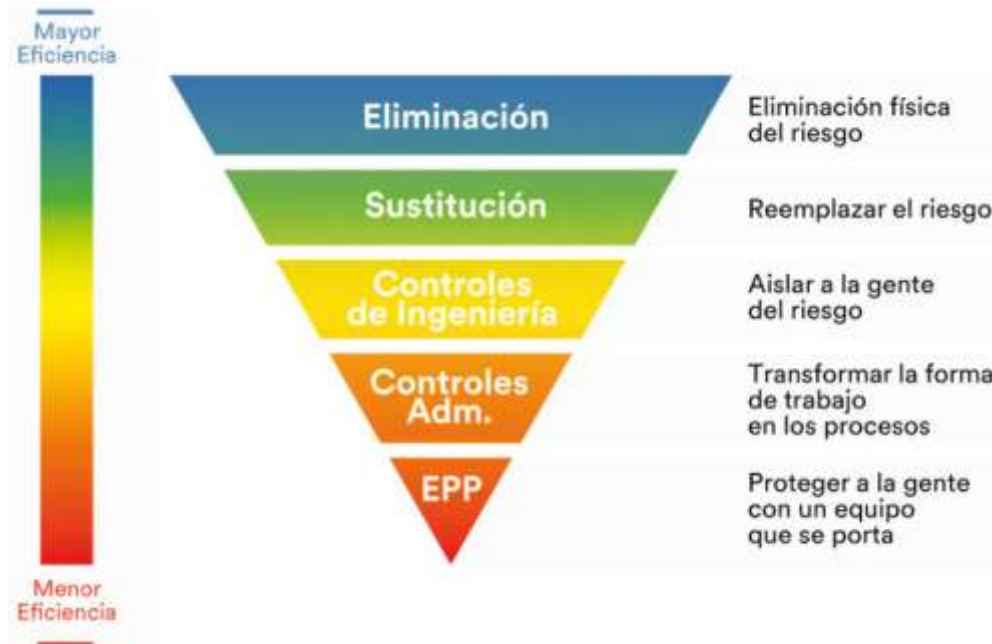 Mayor
Eficiencia
Eliminación
Eliminación física
del riesgo
Sustitución
Reemplazar el riesgo
Controles
de Ingeniería
Aislar a la gente
del riesgo
Controles
Adm.
Transformar la forma
de trabajo
en los procesos
EPP
Proteger a la gente
con un equipo
que se porta
Menor
Eficiencia